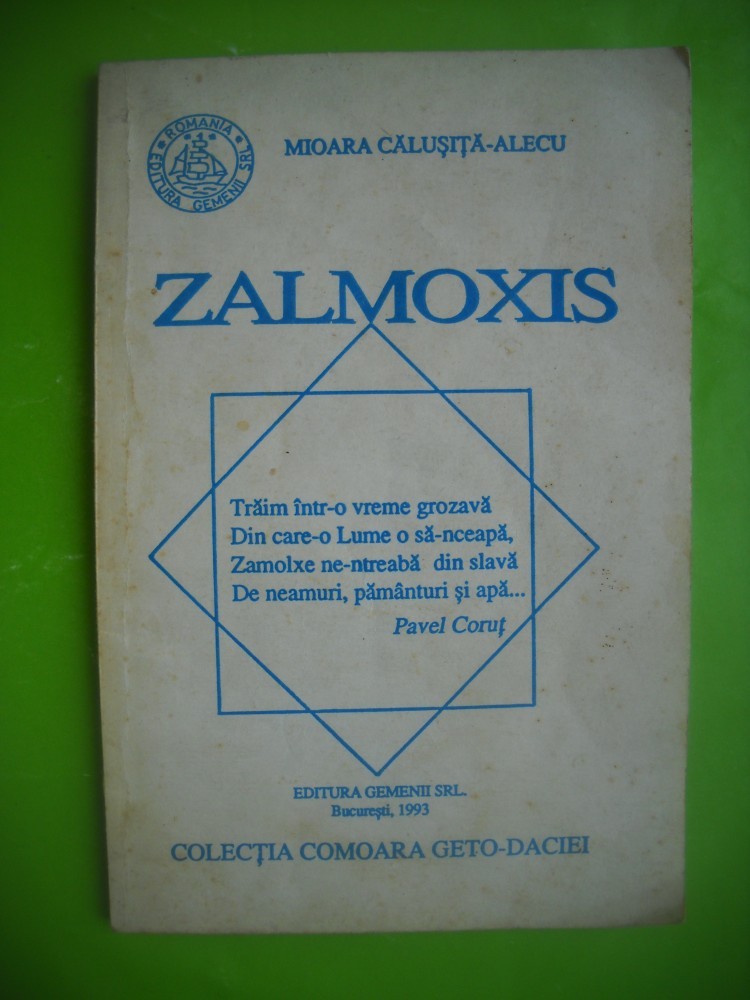 ROMANIA
* 1 *
EDITURA GEMENII SRL
MIOARA CĂLUȘIȚĂ-ALECU
ZALMOXIS
Trăim într-o vreme grozavă
Din care-o Lume o să-nceapă,
Zamolxe ne-ntreabă din slavă
De neamuri, pământuri și apă...
Pavel Coruț
EDITURA GEMENII SRL.
București, 1993
COLECȚIA COMOARA GETO-DACIEI